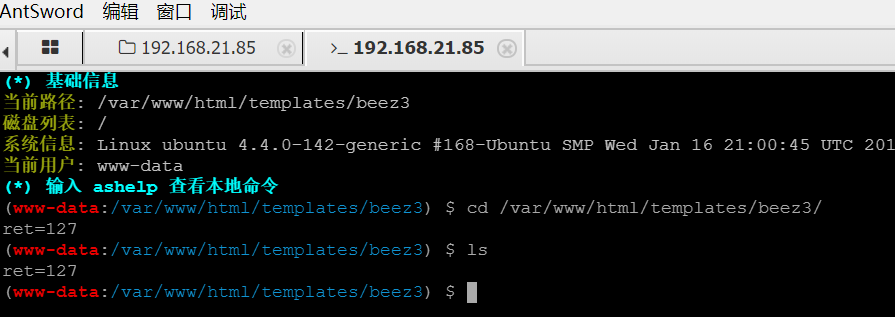 AntSword 编辑 窗口 调试
192.168.21.85 >_ 192.168.21.85
(*) 基础信息
当前路径: /var/www/html/templates/beez3
磁盘列表: /
系统信息: Linux ubuntu 4.4.0-142-generic #168-Ubuntu SMP Wed Jan 16 21:00:45 UTC 201
当前用户: www-data
(*) 输入 ashelp 查看本地命令
(www-data:/var/www/html/templates/beez3) $ cd /var/www/html/templates/beez3/
ret=127
(www-data:/var/www/html/templates/beez3) $ ls
ret=127
(www-data:/var/www/html/templates/beez3) $